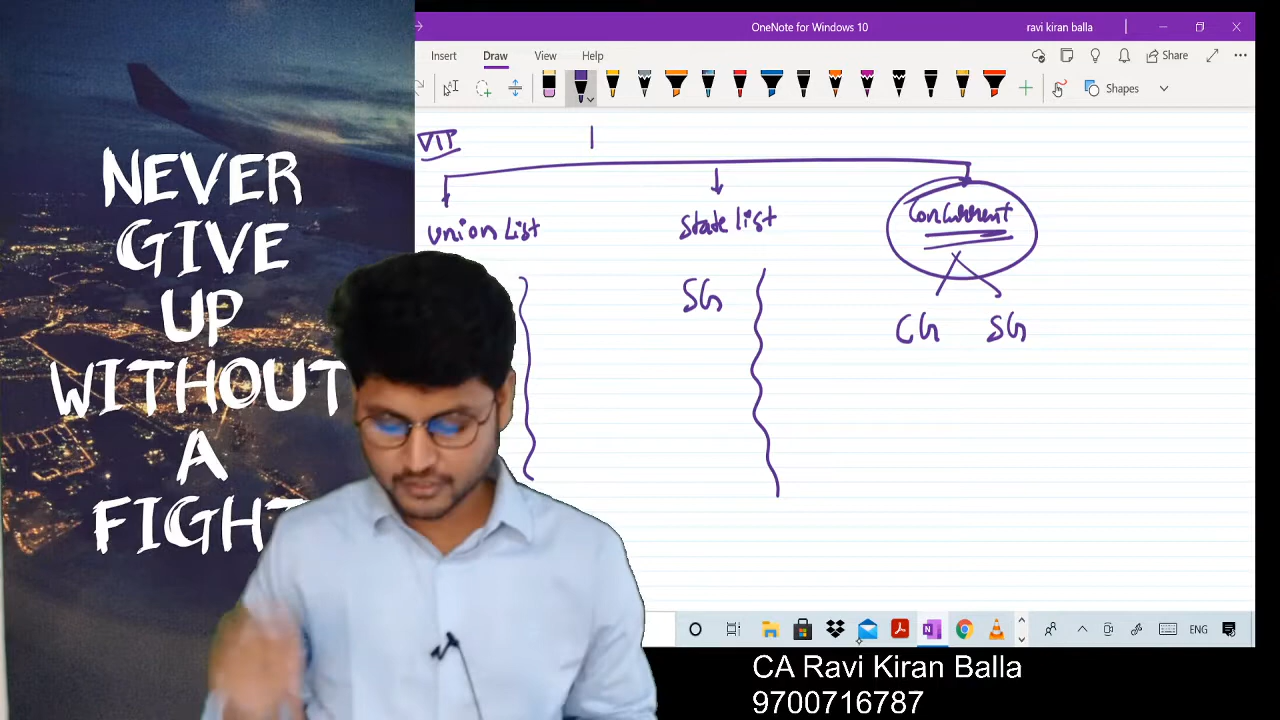 NEVER
GIVE
UP
WITHOUT
A
FIGHT
OneNote for Windows 10
ravi kiran balla
Insert
Draw
View
Help
Share
Shapes
Union List
State list
Concurrent
SG
CG SG
ENG
CA Ravi Kiran Balla
9700716787